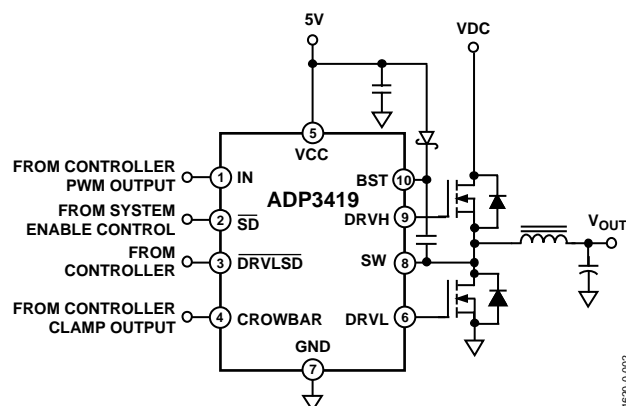 5V
VDC
5
VCC
FROM CONTROLLER
PWM OUTPUT
1
IN
ADP3419
BST
10
FROM SYSTEM
ENABLE CONTROL
2
SD
DRVH
9
VOUT
FROM
CONTROLLER
3
DRVLSD
SW
8
FROM CONTROLLER
CLAMP OUTPUT
4
CROWBAR
DRVL
6
GND
7